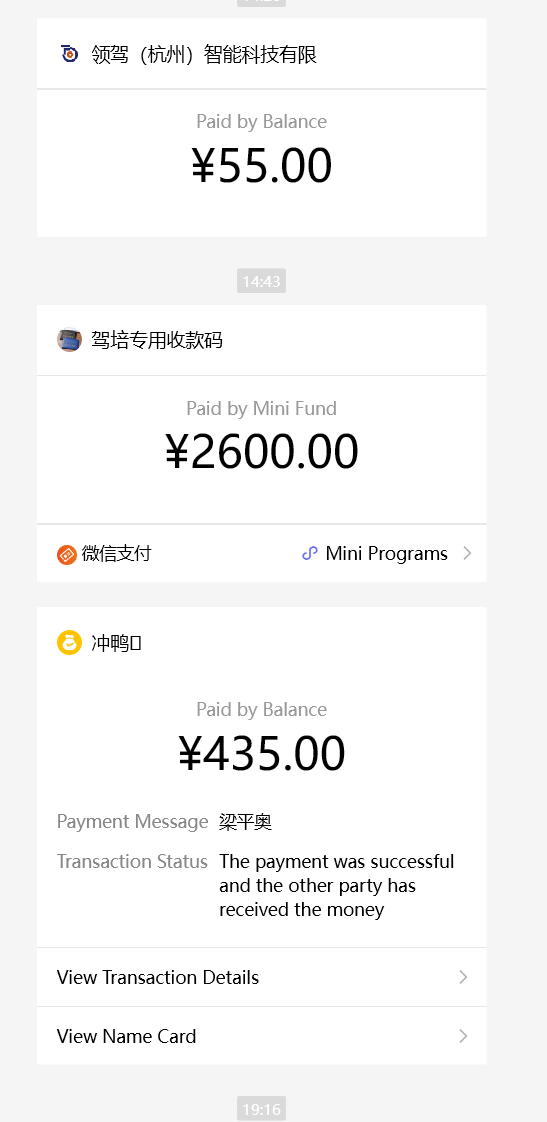 领驾（杭州）智能科技有限
Paid by Balance
¥55.00
14:43
驾培专用收款码
Paid by Mini Fund
¥2600.00
微信支付 Mini Programs
冲鸭
Paid by Balance
¥435.00
Payment Message 梁平奥
Transaction Status The payment was successful
and the other party has
received the money
View Transaction Details
View Name Card
19:16